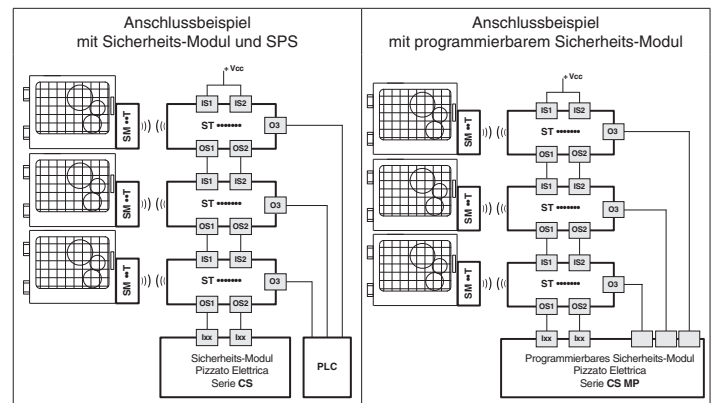 Anschlussbeispiel
mit Sicherheits-Modul und SPS
+ Vcc
IS1 IS2
SM ••T
ST •••••••
O3
OS1 OS2
IS1 IS2
SM ••T
ST •••••••
O3
OS1 OS2
IS1 IS2
SM ••T
ST •••••••
O3
OS1 OS2
Ixx Ixx
Sicherheits-Modul
Pizzato Elettrica
Serie CS
PLC
Anschlussbeispiel
mit programmierbarem Sicherheits-Modul
+Vcc
IS1 IS2
SM ••T
ST •••••••
O3
OS1 OS2
IS1 IS2
SM ••T
ST •••••••
O3
OS1 OS2
IS1 IS2
SM ••T
ST •••••••
O3
OS1 OS2
Ixx Ixx
Programmierbares Sicherheits-Modul
Pizzato Elettrica
Serie CS MP